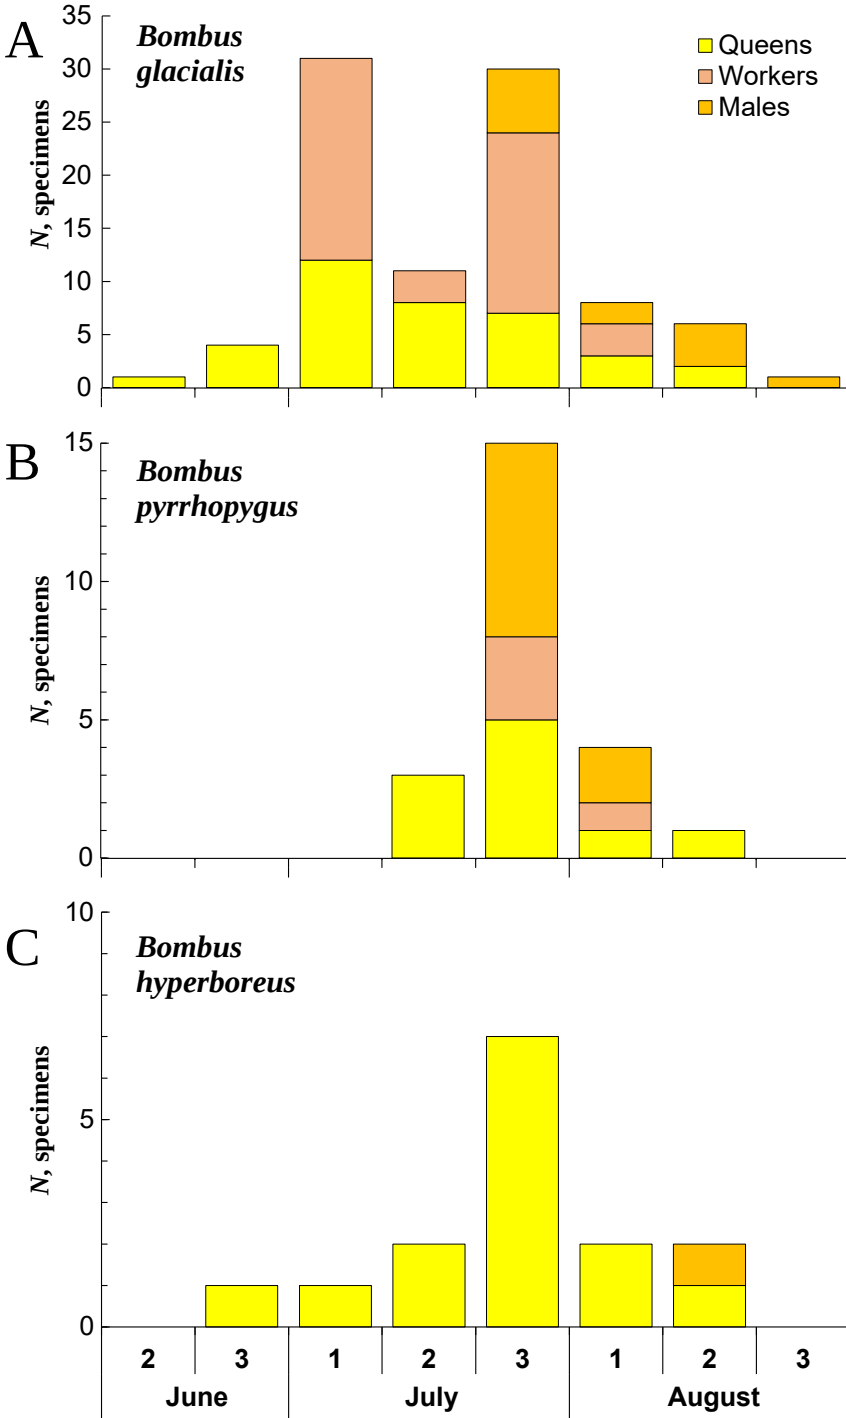 A
Bombus
glacialis
Queens
Workers
Males
N, specimens
35
30
25
20
15
10
5
0
B
Bombus
pyrrhopygus
N, specimens
15
10
5
0
C
Bombus
hyperboreus
N, specimens
10
5
0
2 3 1 2 3 1 2 3
June July August